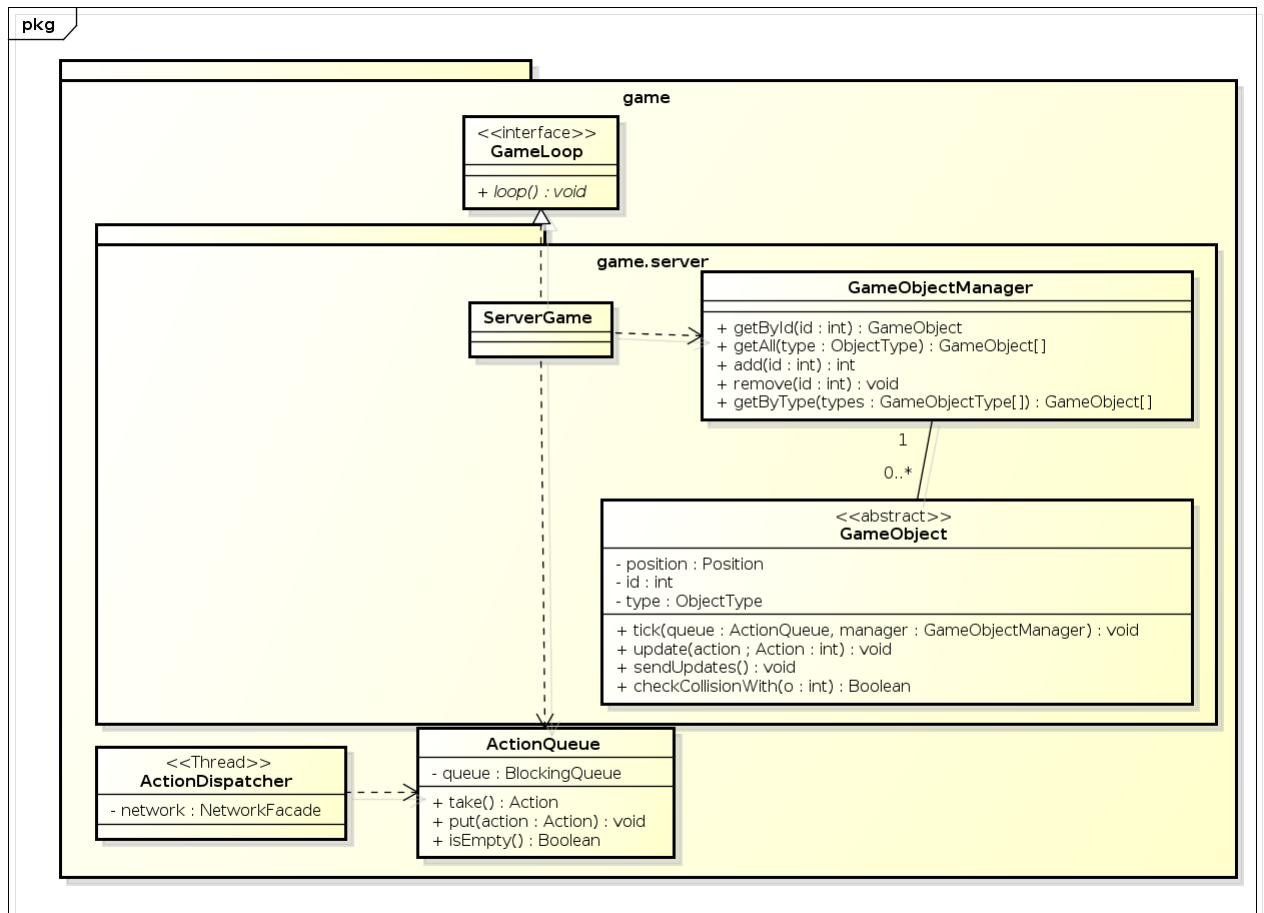 pkg
game
<<interface>>
GameLoop
+ loop() : void
game.server
ServerGame
GameObjectManager
+ getById(id : int) : GameObject
+ getAll(type : ObjectType) : GameObject[]
+ add(id : int) : int
+ remove(id : int) : void
+ getByType(types : GameObjectType[]) : GameObject[]
1
0..*
<<abstract>>
GameObject
- position : Position
- id : int
- type : ObjectType
+ tick(queue : ActionQueue, manager : GameObjectManager) : void
+ update(action ; Action : int) : void
+ sendUpdates() : void
+ checkCollisionWith(o : int) : Boolean
<<Thread>>
ActionDispatcher
- network : NetworkFacade
ActionQueue
- queue : BlockingQueue
+ take() : Action
+ put(action : Action) : void
+ isEmpty() : Boolean